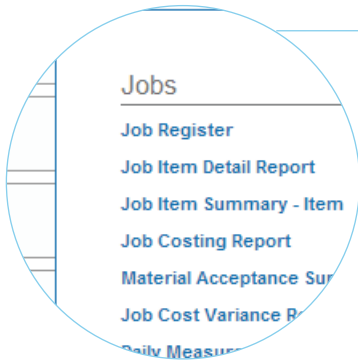 Jobs
Job Register
Job Item Detail Report
Job Item Summary - Item
Job Costing Report
Material Acceptance
Job Cost Variance
Daily